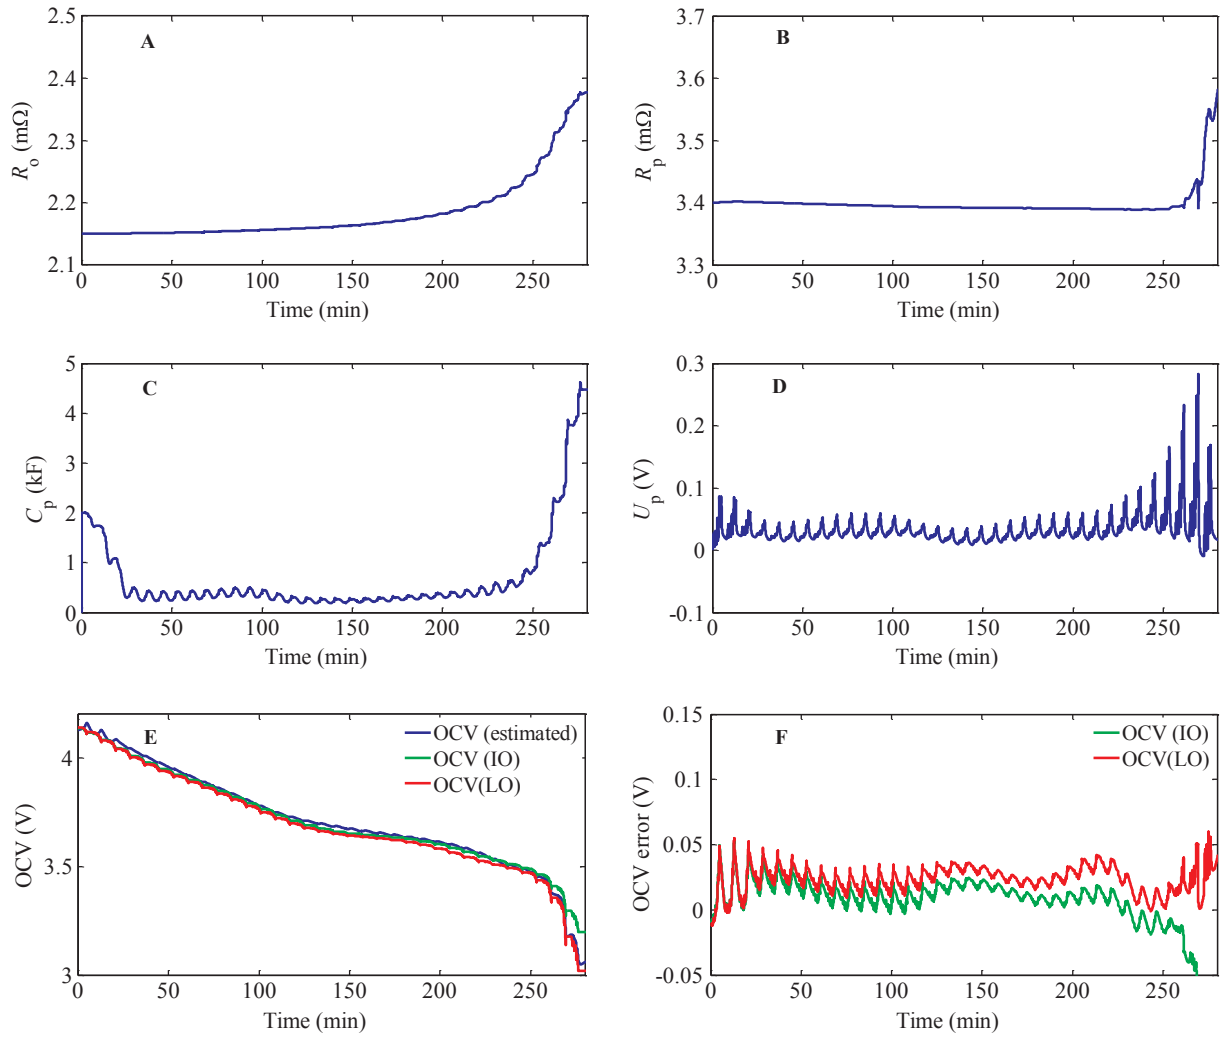 A
2.5
2.4
2.3
2.2
2.1
R_o (mΩ)
0 50 100 150 200 250
Time (min)
B
3.7
3.6
3.5
3.4
3.3
R_p (mΩ)
0 50 100 150 200 250
Time (min)
C
5
4
3
2
1
0
C_p (kF)
0 50 100 150 200 250
Time (min)
D
0.3
0.2
0.1
0
-0.1
U_p (V)
0 50 100 150 200 250
Time (min)
E
OCV (estimated)
OCV (IO)
OCV(LO)
4
3.5
3
OCV (V)
0 50 100 150 200 250
Time (min)
F
OCV (IO)
OCV(LO)
0.15
0.1
0.05
0
-0.05
OCV error (V)
0 50 100 150 200 250
Time (min)